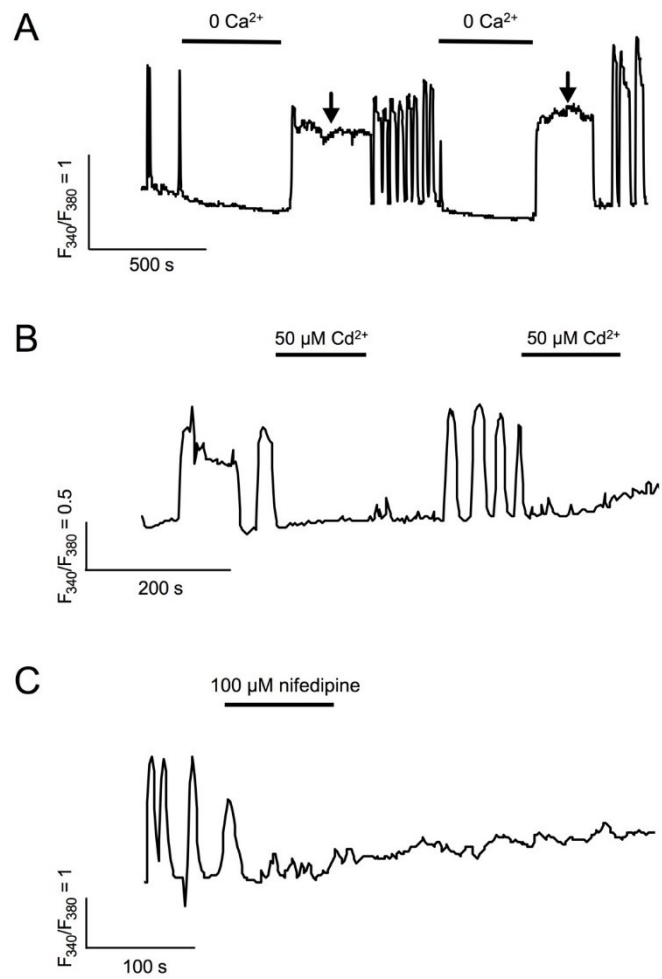 A
0 Ca²⁺ 0 Ca²⁺
F₃₄₀/F₃₈₀ = 1
500 s
B
50 µM Cd²⁺ 50 µM Cd²⁺
F₃₄₀/F₃₈₀ = 0.5
200 s
C
100 µM nifedipine
F₃₄₀/F₃₈₀ = 1
100 s